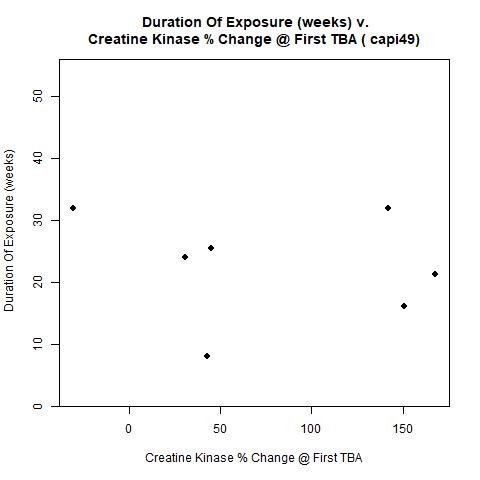 Duration Of Exposure (weeks) v.
Creatine Kinase % Change @ First TBA ( capi49)
Duration Of Exposure (weeks)
50
40
30
20
10
0
0 50 100 150
Creatine Kinase % Change @ First TBA